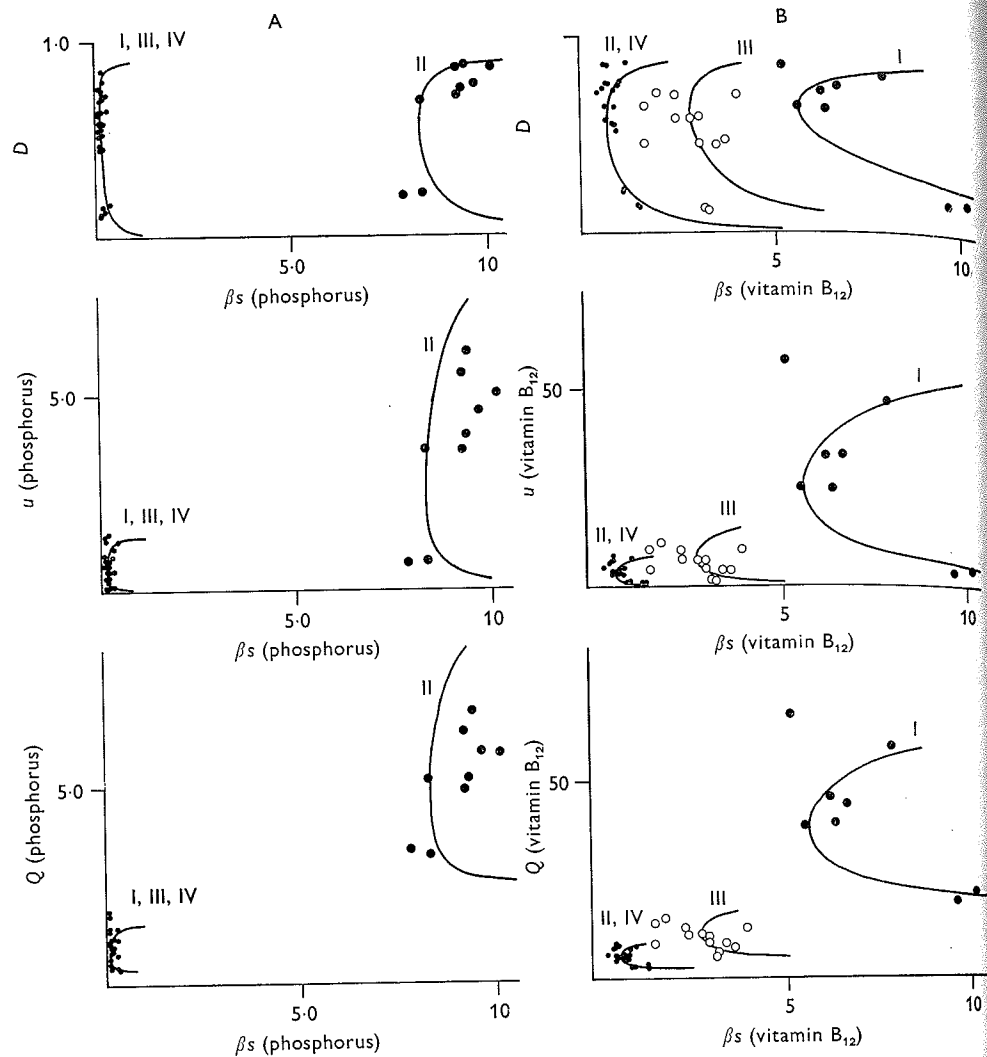 A
1·0
I, III, IV
II
D
5·0
10
βs (phosphorus)
B
II, IV
III
I
D
5
10
βs (vitamin B₁₂)
II
5·0
u (phosphorus)
I, III, IV
5·0
10
βs (phosphorus)
I
50
u (vitamin B₁₂)
III
II, IV
5
10
βs (vitamin B₁₂)
II
5·0
Q (phosphorus)
I, III, IV
5·0
10
βs (phosphorus)
I
50
Q (vitamin B₁₂)
III
II, IV
5
10
βs (vitamin B₁₂)